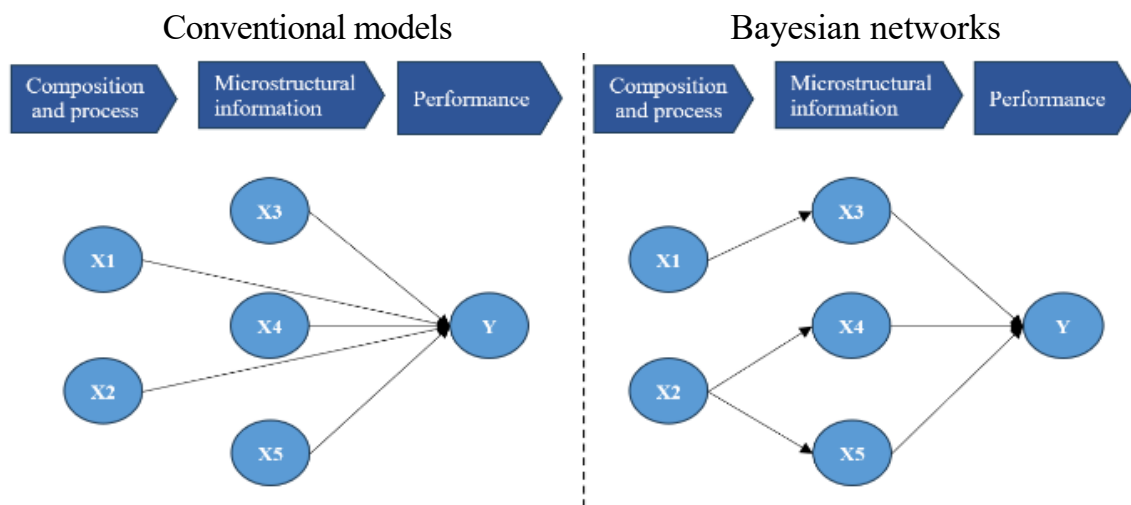 Conventional models
Composition
and process
Microstructural
information
Performance
X3
X1
X4
Y
X2
X5
Bayesian networks
Composition
and process
Microstructural
information
Performance
X3
X1
X4
Y
X2
X5